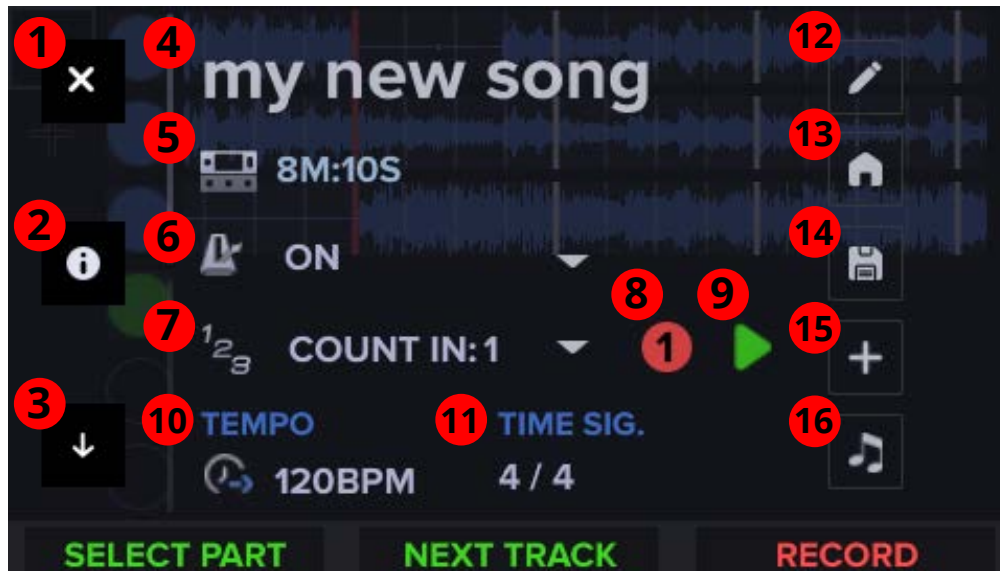 1
4
12
my new song
5
13
8M:10S
2
6
14
ON
7
8
9
15
1 2 3
COUNT IN: 1
1
3
10
11
16
TEMPO
TIME SIG.
120BPM
4 / 4
SELECT PART
NEXT TRACK
RECORD